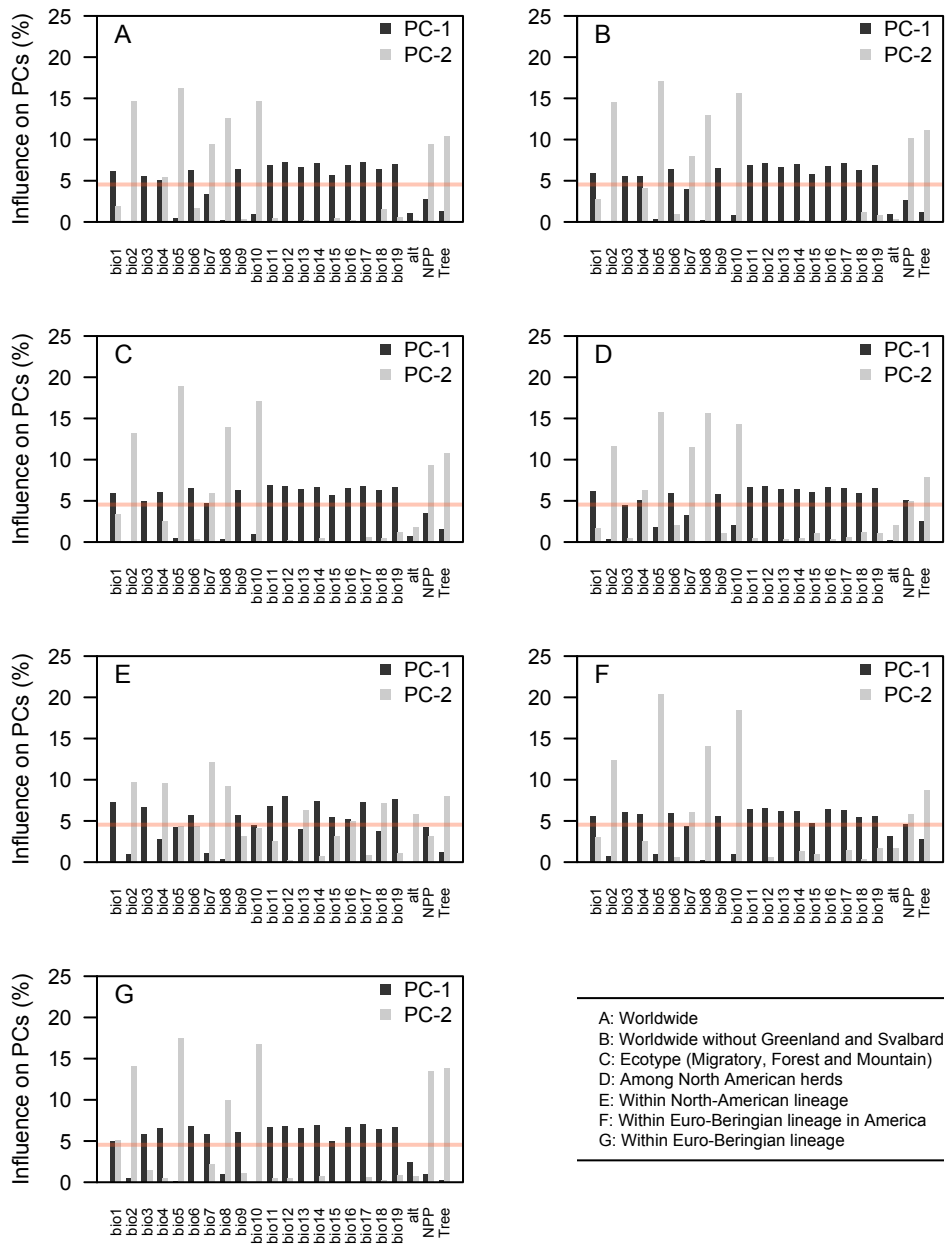 Influence on PCs (%)
25
20
15
10
5
0
A
PC-1
PC-2
bio1
bio2
bio3
bio4
bio5
bio6
bio7
bio8
bio9
bio10
bio11
bio12
bio13
bio14
bio15
bio16
bio17
bio18
bio19
alt
NPP
Tree
25
20
15
10
5
0
B
PC-1
PC-2
bio1
bio2
bio3
bio4
bio5
bio6
bio7
bio8
bio9
bio10
bio11
bio12
bio13
bio14
bio15
bio16
bio17
bio18
bio19
alt
NPP
Tree
Influence on PCs (%)
25
20
15
10
5
0
C
PC-1
PC-2
bio1
bio2
bio3
bio4
bio5
bio6
bio7
bio8
bio9
bio10
bio11
bio12
bio13
bio14
bio15
bio16
bio17
bio18
bio19
alt
NPP
Tree
25
20
15
10
5
0
D
PC-1
PC-2
bio1
bio2
bio3
bio4
bio5
bio6
bio7
bio8
bio9
bio10
bio11
bio12
bio13
bio14
bio15
bio16
bio17
bio18
bio19
alt
NPP
Tree
Influence on PCs (%)
25
20
15
10
5
0
E
PC-1
PC-2
bio1
bio2
bio3
bio4
bio5
bio6
bio7
bio8
bio9
bio10
bio11
bio12
bio13
bio14
bio15
bio16
bio17
bio18
bio19
alt
NPP
Tree
25
20
15
10
5
0
F
PC-1
PC-2
bio1
bio2
bio3
bio4
bio5
bio6
bio7
bio8
bio9
bio10
bio11
bio12
bio13
bio14
bio15
bio16
bio17
bio18
bio19
alt
NPP
Tree
Influence on PCs (%)
25
20
15
10
5
0
G
PC-1
PC-2
bio1
bio2
bio3
bio4
bio5
bio6
bio7
bio8
bio9
bio10
bio11
bio12
bio13
bio14
bio15
bio16
bio17
bio18
bio19
alt
NPP
Tree
A: Worldwide
B: Worldwide without Greenland and Svalbard
C: Ecotype (Migratory, Forest and Mountain)
D: Among North American herds
E: Within North-American lineage
F: Within Euro-Beringian lineage in America
G: Within Euro-Beringian lineage